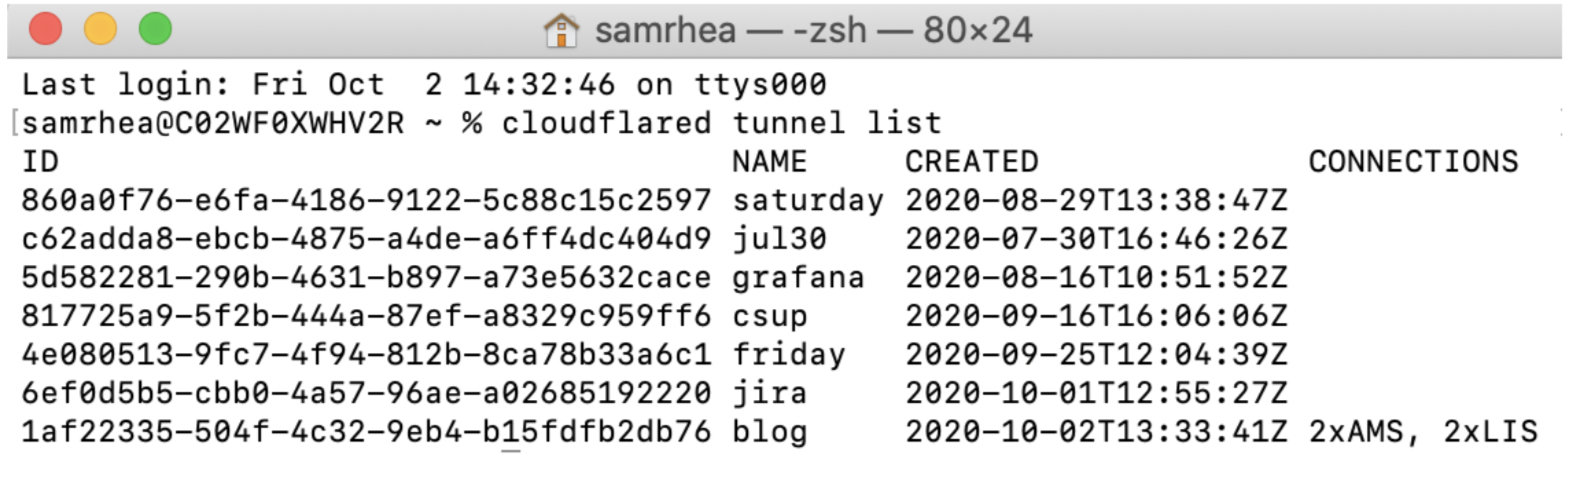 samrhea — -zsh — 80×24
Last login: Fri Oct  2 14:32:46 on ttys000
[samrhea@C02WF0XWHV2R ~ % cloudflared tunnel list
ID                                   NAME     CREATED              CONNECTIONS
860a0f76-e6fa-4186-9122-5c88c15c2597 saturday 2020-08-29T13:38:47Z
c62adda8-ebcb-4875-a4de-a6ff4dc404d9 jul30    2020-07-30T16:46:26Z
5d582281-290b-4631-b897-a73e5632cace grafana  2020-08-16T10:51:52Z
817725a9-5f2b-444a-87ef-a8329c959ff6 csup     2020-09-16T16:06:06Z
4e080513-9fc7-4f94-812b-8ca78b33a6c1 friday   2020-09-25T12:04:39Z
6ef0d5b5-cbb0-4a57-96ae-a02685192220 jira     2020-10-01T12:55:27Z
1af22335-504f-4c32-9eb4-b15fdfb2db76 blog     2020-10-02T13:33:41Z 2xAMS, 2xLIS